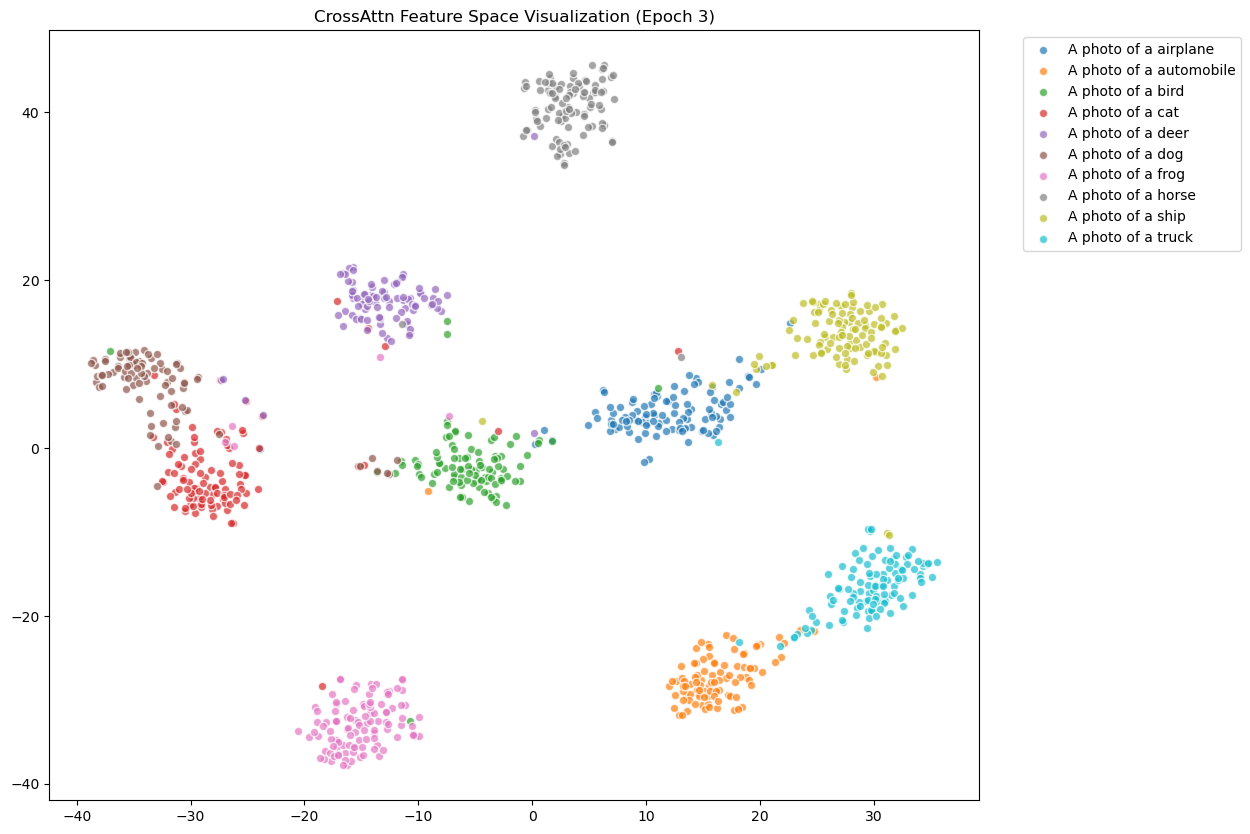 CrossAttn Feature Space Visualization (Epoch 3)
A photo of a airplane
A photo of a automobile
A photo of a bird
A photo of a cat
A photo of a deer
A photo of a dog
A photo of a frog
A photo of a horse
A photo of a ship
A photo of a truck
40
20
0
−20
−40
−40 −30 −20 −10 0 10 20 30